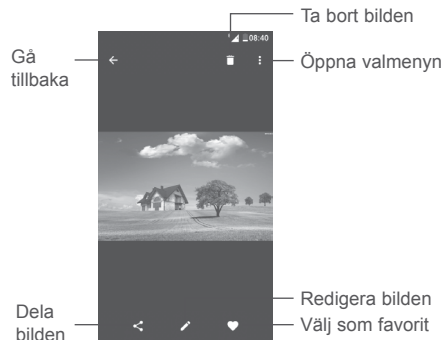 Ta bort bilden
08:40
Gå
tillbaka
Öppna valmenyn
Redigera bilden
Dela
bilden
Välj som favorit